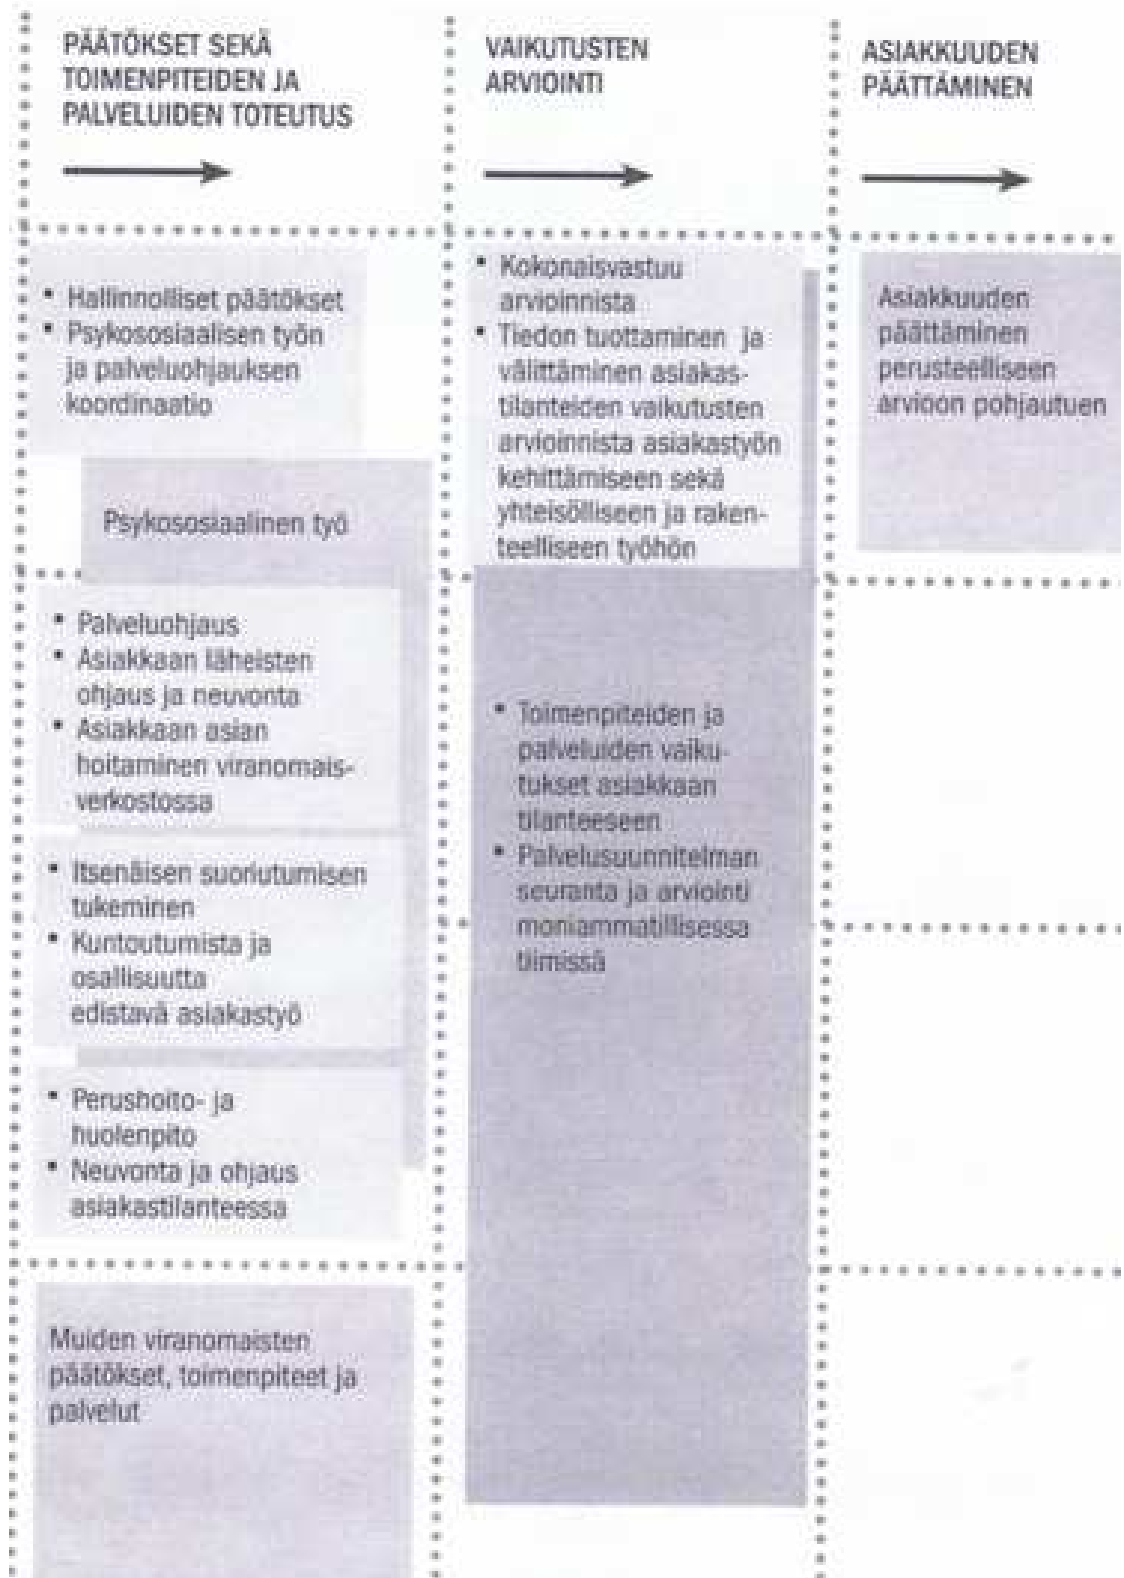 PÄÄTÖKSET SEKÄ
TOIMENPITEIDEN JA
PALVELUIDEN TOTEUTUS
VAIKUTUSTEN
ARVIOINTI
ASIAKKUUDEN
PÄÄTTÄMINEN
• Hallinnolliset päätökset
• Psykososiaalisen työn
ja palveluohjauksen
koordinaatio
Psykososiaalinen työ
• Palveluohjaus
• Asiakkaan läheisten
ohjaus ja neuvonta
• Asiakkaan asian
hoitaminen viranomais-
verkostossa
• Itsenäisen suoriutumisen
tukeminen
• Kuntoutumista ja
osallisuutta
edistävä asiakastyö
• Perushoito- ja
huolenpito
• Neuvonta ja ohjaus
asiakastilanteessa
Muiden viranomaisten
päätökset, toimenpiteet ja
palvelut
• Kokonaisvastuu
arvioinnista
• Tiedon tuottaminen ja
välittäminen asiakas-
tilanteiden vaikutusten
arvioinnista asiakastyön
kehittämiseen sekä
yhteisölliseen ja raken-
teelliseen työhön
• Toimenpiteiden ja
palveluiden vaiku-
tukset asiakkaan
tilanteeseen
• Palvelusuunnitelman
seuranta ja arviointi
moniammatillisessa
tiimissä
Asiakkuuden
päättäminen
perusteelliseen
arvioon pohjautuen